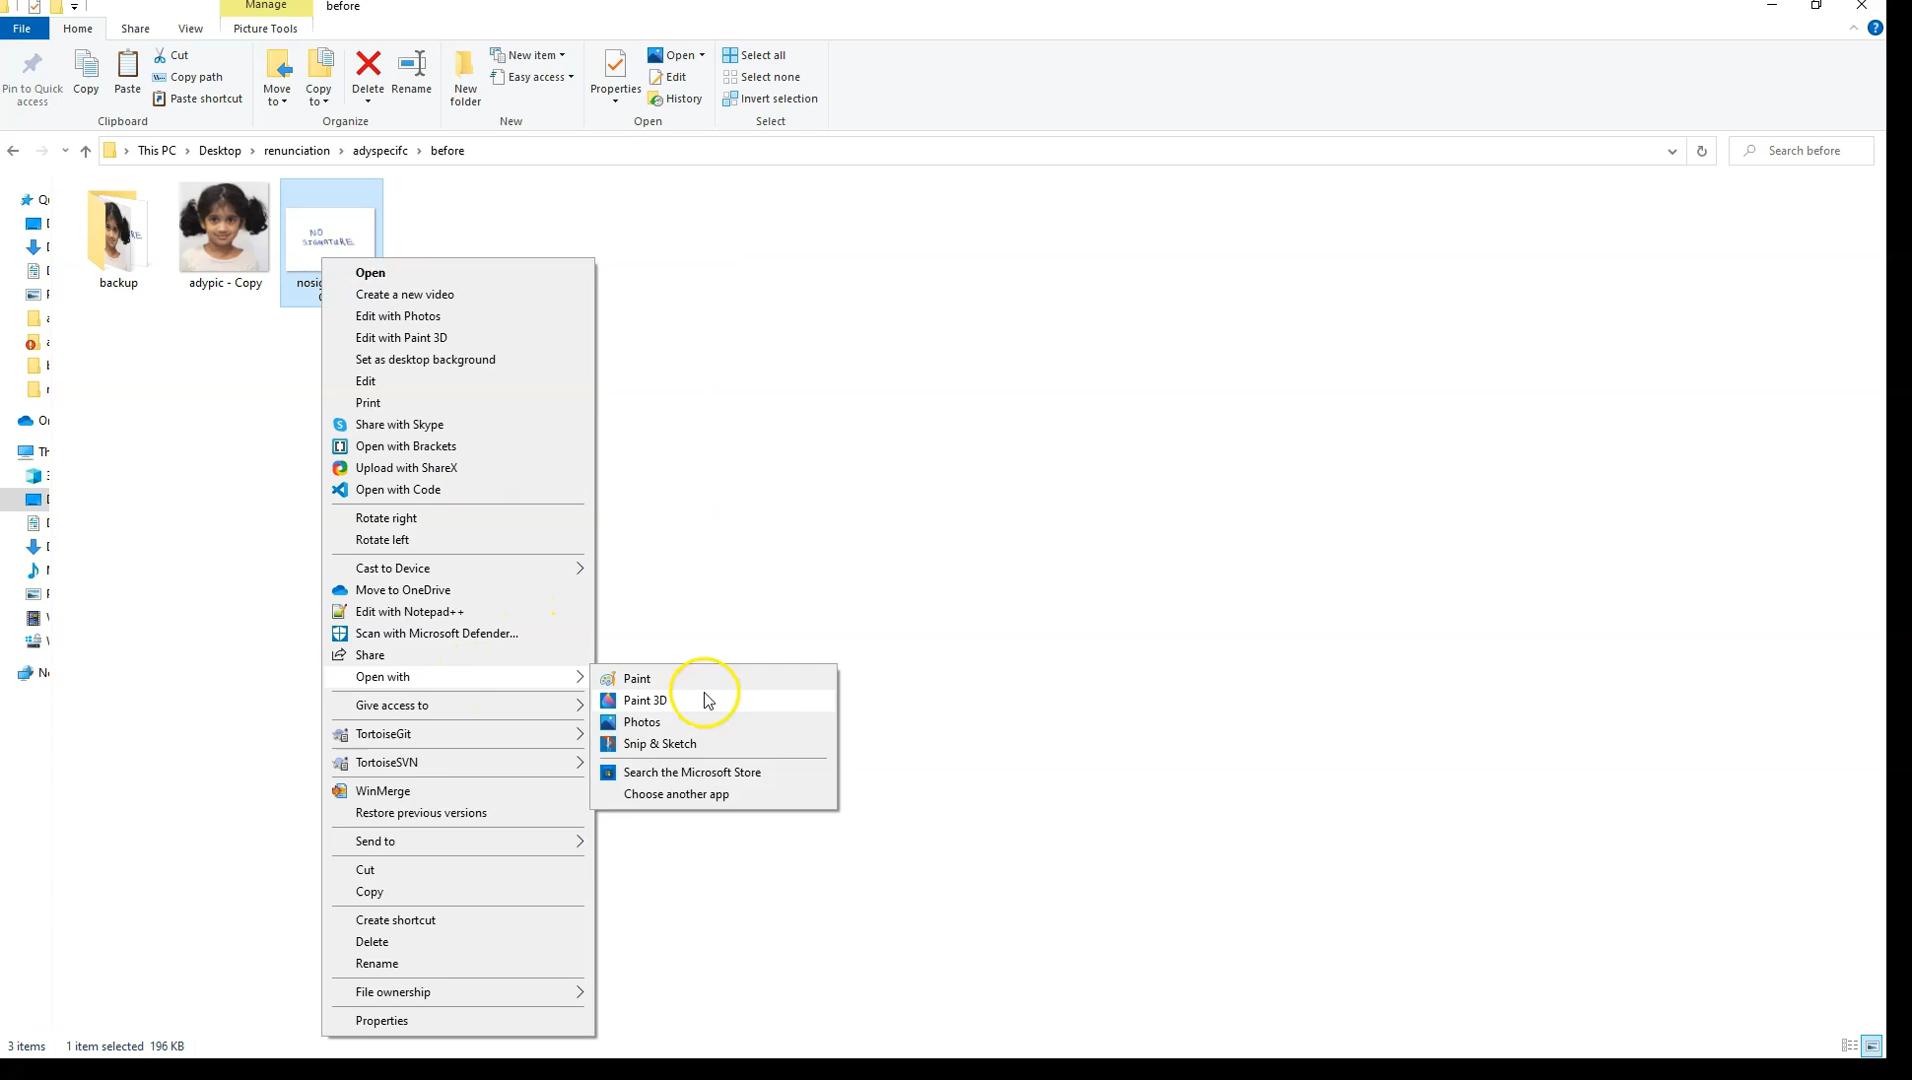 Manage
before
File
Home
Share
View
Picture Tools
Pin to Quick access
Copy
Paste
Cut
Copy path
Paste shortcut
Clipboard
Move to
Copy to
Delete
Rename
Organize
New folder
New item
Easy access
New
Properties
Open
Edit
History
Open
Select all
Select none
Invert selection
Select
This PC
Desktop
renunciation
adyspecifc
before
Search before
backup
adypic - Copy
NO
SIGNATURE
Open
Create a new video
Edit with Photos
Edit with Paint 3D
Set as desktop background
Edit
Print
Share with Skype
Open with Brackets
Upload with ShareX
Open with Code
Rotate right
Rotate left
Cast to Device
Move to OneDrive
Edit with Notepad++
Scan with Microsoft Defender...
Share
Open with
Give access to
TortoiseGit
TortoiseSVN
WinMerge
Restore previous versions
Send to
Cut
Copy
Create shortcut
Delete
Rename
File ownership
Properties
Paint
Paint 3D
Photos
Snip & Sketch
Search the Microsoft Store
Choose another app
3 items
1 item selected 196 KB